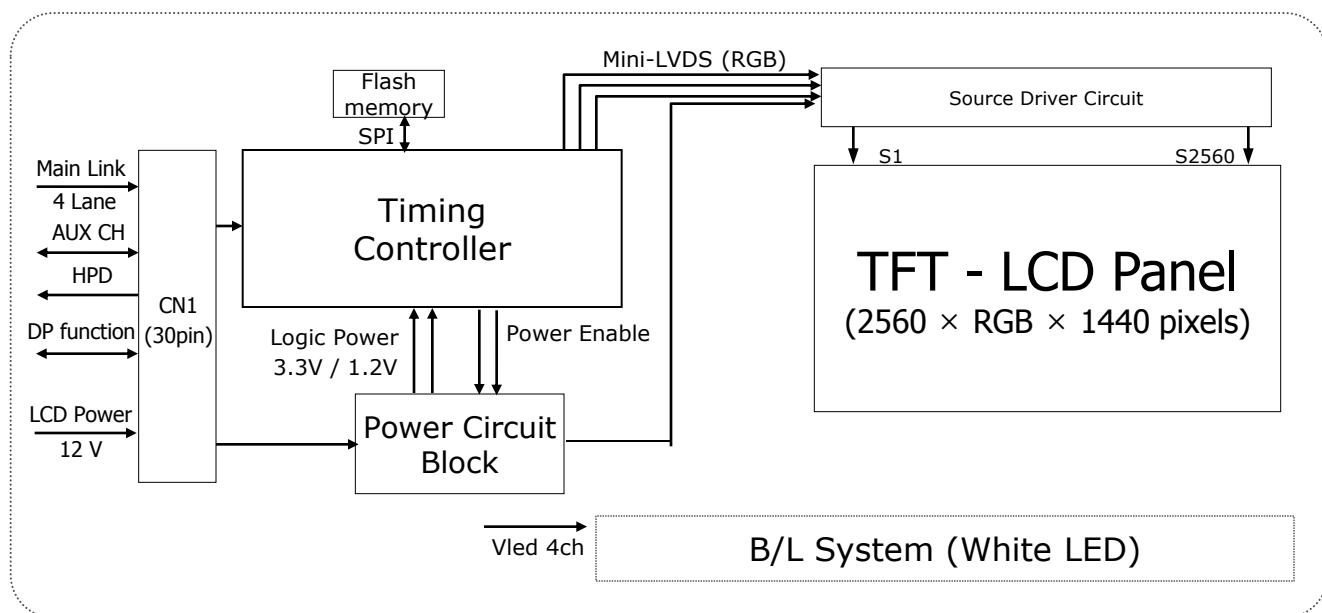 Mini-LVDS (RGB)
Flash
memory
SPI
Source Driver Circuit
S1
S2560
Main Link
4 Lane
AUX CH
HPD
DP function
LCD Power
12 V
CN1
(30pin)
Timing
Controller
Logic Power
3.3V / 1.2V
Power Enable
Power Circuit
Block
TFT - LCD Panel
(2560 × RGB × 1440 pixels)
Vled 4ch
B/L System (White LED)